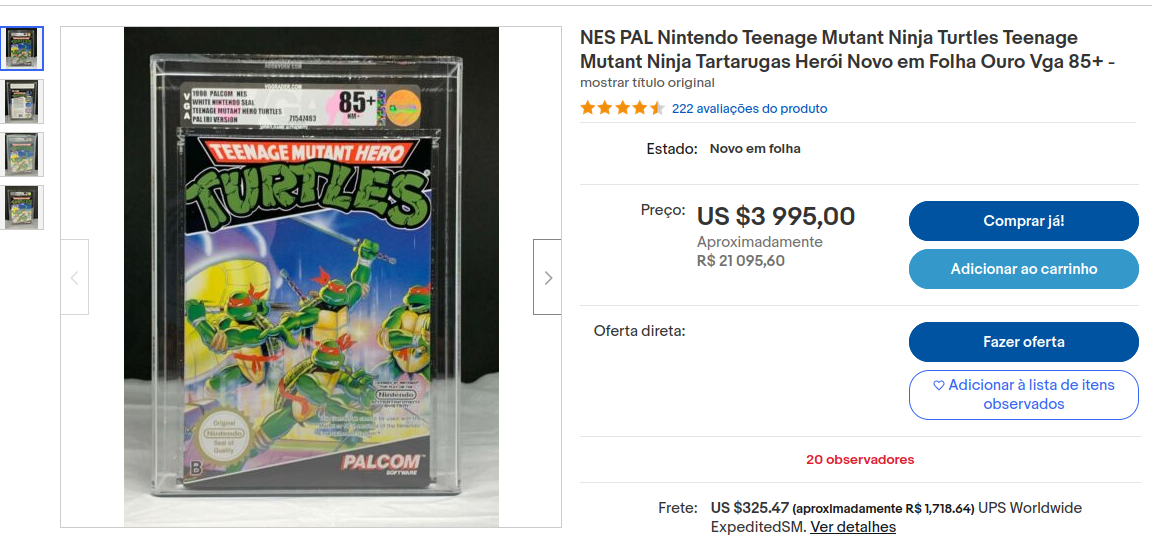 NES PAL Nintendo Teenage Mutant Ninja Turtles Teenage
Mutant Ninja Tartarugas Herói Novo em Folha Ouro Vga 85+ -
mostrar título original
222 avaliações do produto
Estado: Novo em folha
Preço: US $3 995,00
Aproximadamente
R$ 21 095,60
Comprar já!
Adicionar ao carrinho
Oferta direta:
Fazer oferta
Adicionar à lista de itens
observados
20 observadores
Frete: US $325.47 (aproximadamente R$ 1,718.64) UPS Worldwide
ExpeditedSM. Ver detalhes
VGA
1990 PALCOM NES
WHITE NINTENDO SEAL
TEENAGE MUTANT HERO TURTLES
PAL (B) VERSION
85+
NM+
TEENAGE MUTANT HERO
TURTLES
Nintendo
Original
Nintendo
Seal of
Quality
B
PALCOM
SOFTWARE